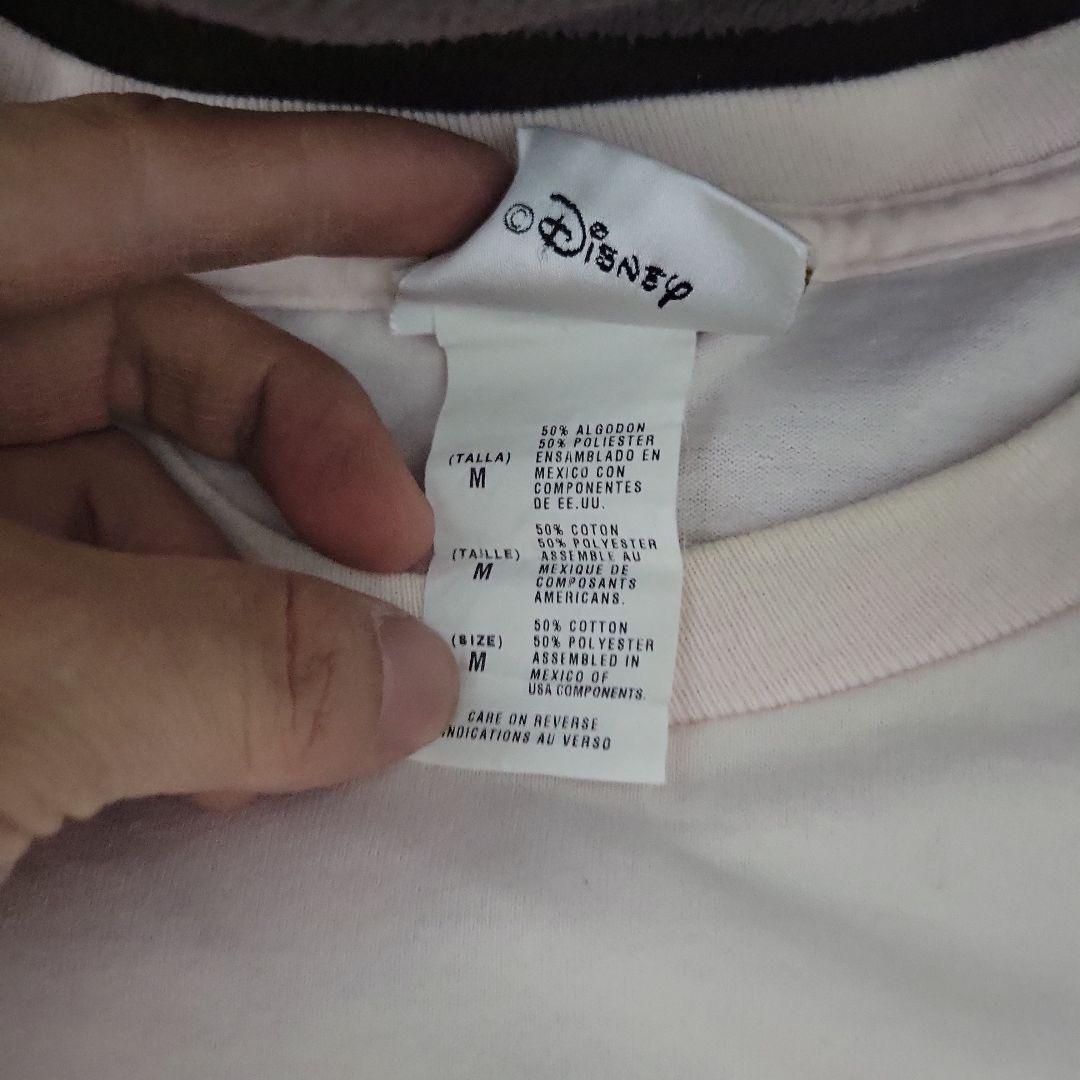 © Disney
(TALLA)
M
50% ALGODON
50% POLIESTER
ENSAMBLADO EN
MEXICO CON
COMPONENTES
DE EE.UU.
(TAILLE)
M
50% COTON
50% POLYESTER
ASSEMBLE AU
MEXIQUE DE
COMPOSANTS
AMERICANS.
(SIZE)
M
50% COTTON
50% POLYESTER
ASSEMBLED IN
MEXICO OF
USA COMPONENTS.
CARE ON REVERSE
INDICATIONS AU VERSO